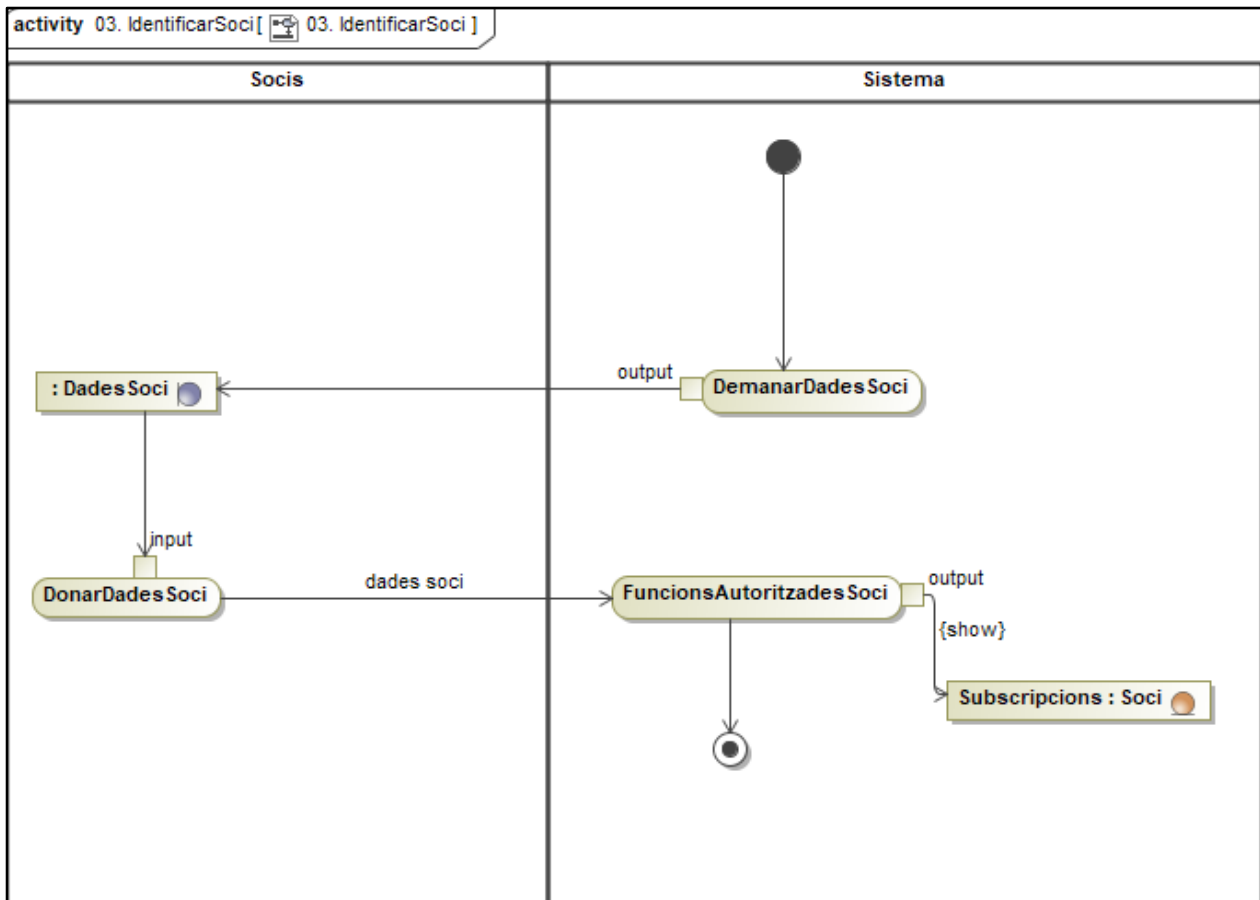 activity 03. IdentificarSoci [ 03. IdentificarSoci ]
Socis
Sistema
output
: DadesSoci
DemanarDadesSoci
input
DonarDadesSoci
dades soci
FuncionsAutoritzadesSoci
output
{show}
Subscripcions : Soci